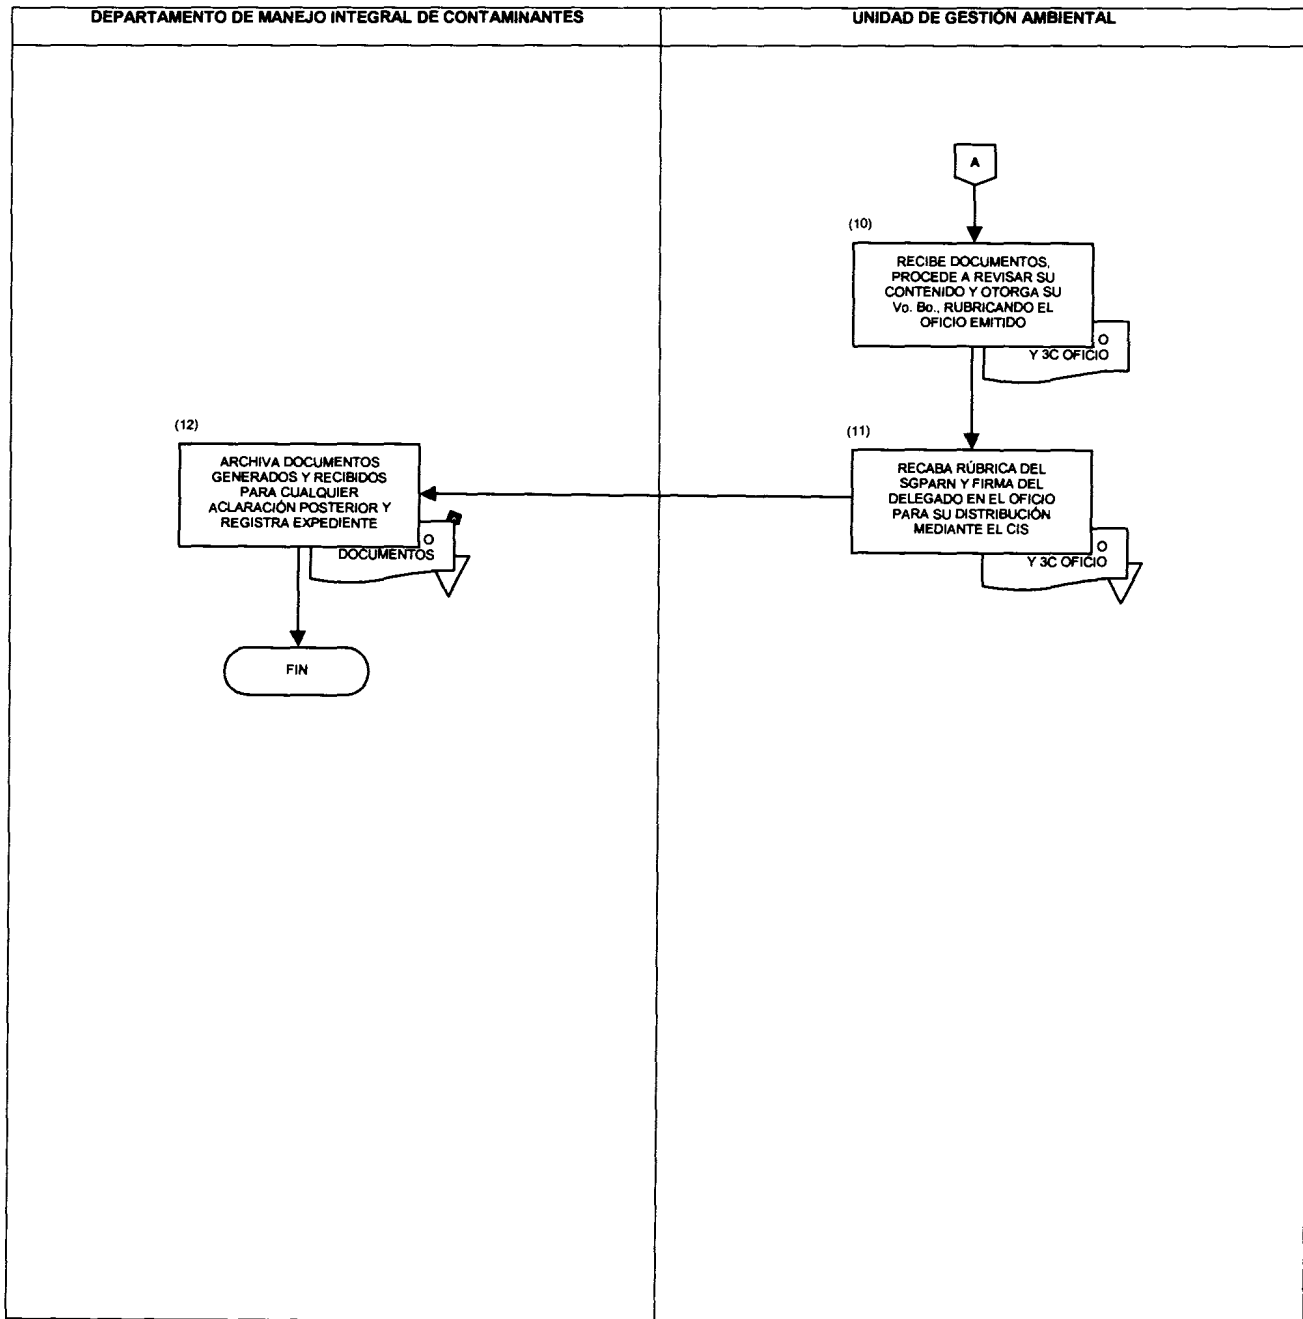 DEPARTAMENTO DE MANEJO INTEGRAL DE CONTAMINANTES
UNIDAD DE GESTIÓN AMBIENTAL
A
(10)
RECIBE DOCUMENTOS,
PROCEDE A REVISAR SU
CONTENIDO Y OTORGA SU
Vo. Bo., RUBRICANDO EL
OFICIO EMITIDO
O
Y 3C OFICIO
(11)
RECABA RÚBRICA DEL
SGPARN Y FIRMA DEL
DELEGADO EN EL OFICIO
PARA SU DISTRIBUCIÓN
MEDIANTE EL CIS
O
Y 3C OFICIO
(12)
ARCHIVA DOCUMENTOS
GENERADOS Y RECIBIDOS
PARA CUALQUIER
ACLARACIÓN POSTERIOR Y
REGISTRA EXPEDIENTE
O
DOCUMENTOS
FIN